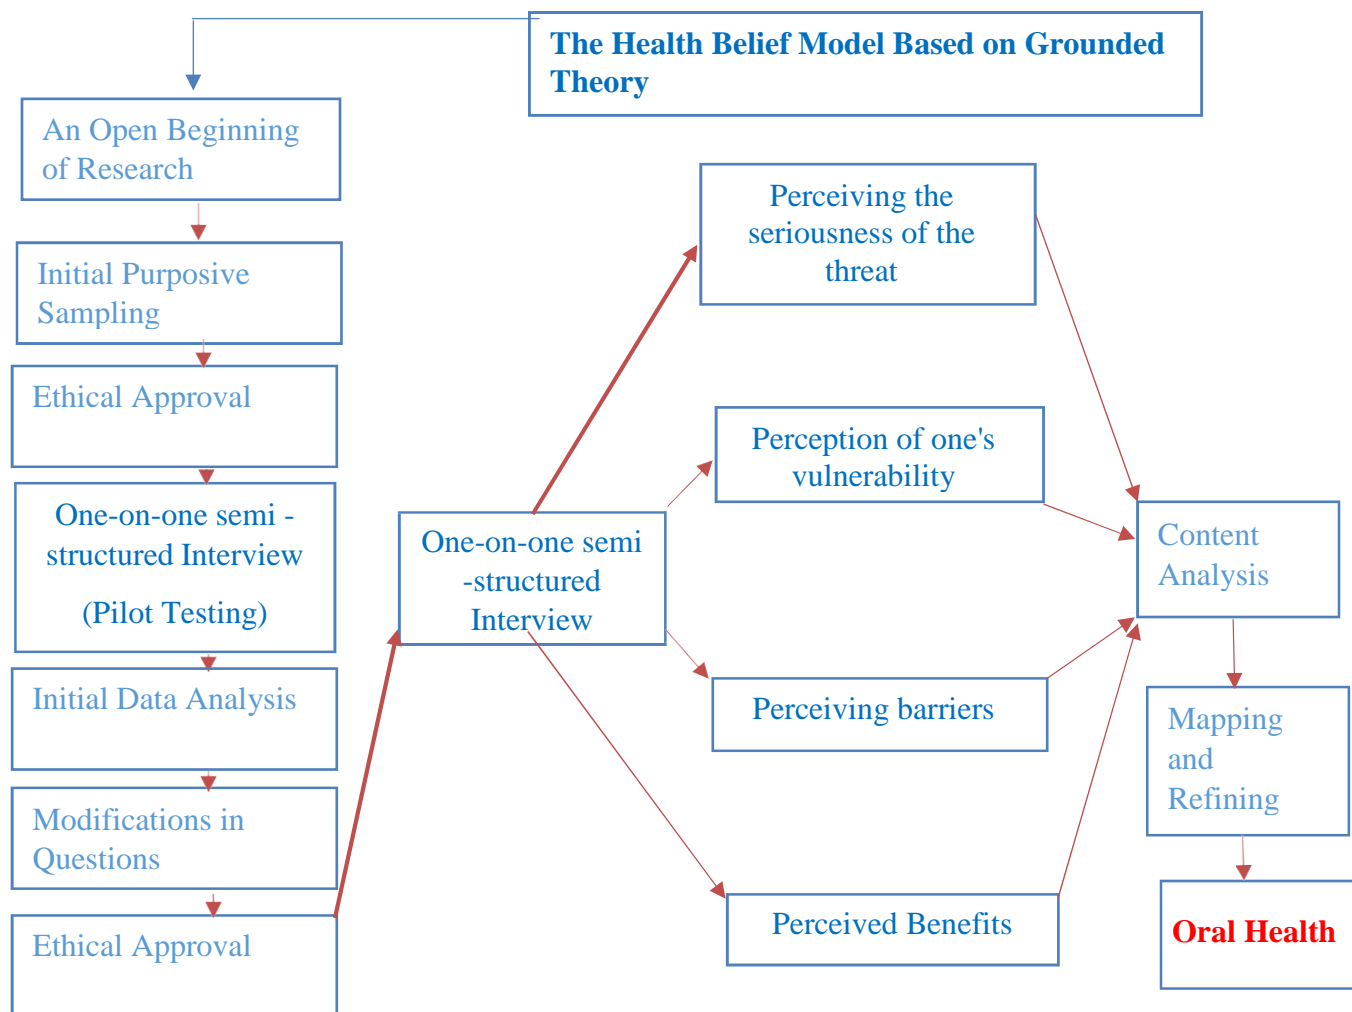 The Health Belief Model Based on Grounded
Theory
An Open Beginning
of Research
Initial Purposive
Sampling
Ethical Approval
One-on-one semi -
structured Interview
(Pilot Testing)
Initial Data Analysis
Modifications in
Questions
Ethical Approval
One-on-one semi
-structured
Interview
Perceiving the
seriousness of the
threat
Perception of one's
vulnerability
Perceiving barriers
Perceived Benefits
Content
Analysis
Mapping
and
Refining
Oral Health